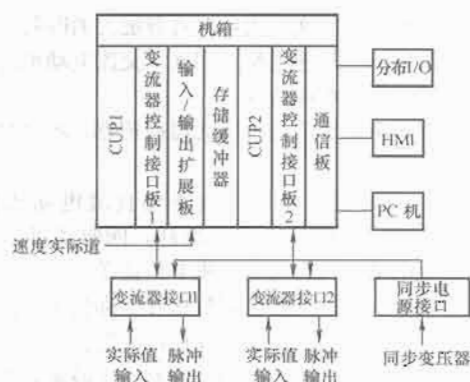 机箱
CUP1
变流器控制接口板1
输入/输出扩展板
存储缓冲器
CUP2
变流器控制接口板2
通信板
分布I/O
HMI
PC 机
速度实际道
变流器接口1
变流器接口2
同步电
源接口
实际值
输入
脉冲
输出
实际值
输入
脉冲
输出
同步变压器